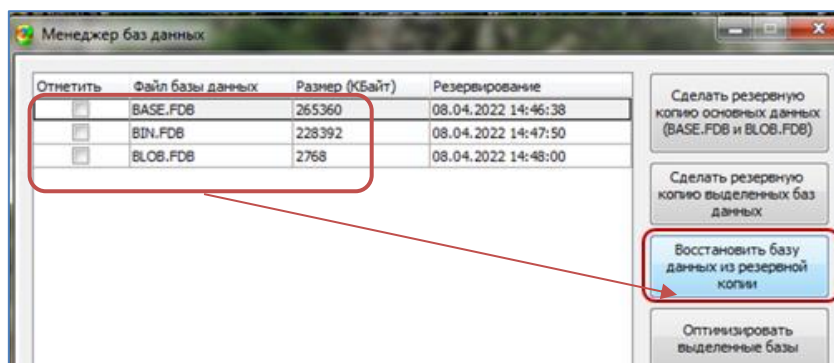 Менеджер баз данных
Отметить Файл базы данных Размер (КБайт) Резервирование
BASE.FDB 265360 08.04.2022 14:46:38
BIN.FDB 228392 08.04.2022 14:47:50
BLOB.FDB 2768 08.04.2022 14:48:00
Сделать резервную
копию основных данных
(BASE.FDB и BLOB.FDB)
Сделать резервную
копию выделенных баз
данных
Восстановить базу
данных из резервной
копии
Оптимизировать
выделенные базы